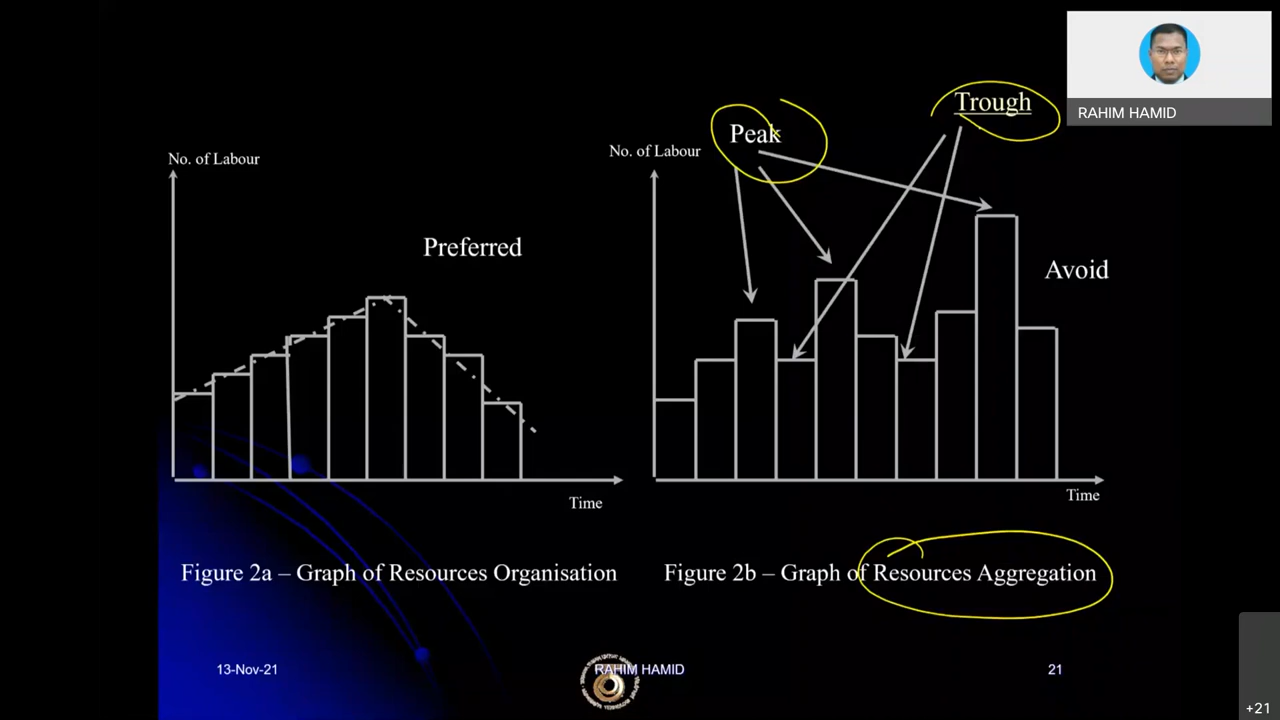 Trough
RAHIM HAMID
Peak
No. of Labour
No. of Labour
Preferred
Avoid
Time
Time
Figure 2a – Graph of Resources Organisation
Figure 2b – Graph of Resources Aggregation
13-Nov-21
RAHIM HAMID
21
+21